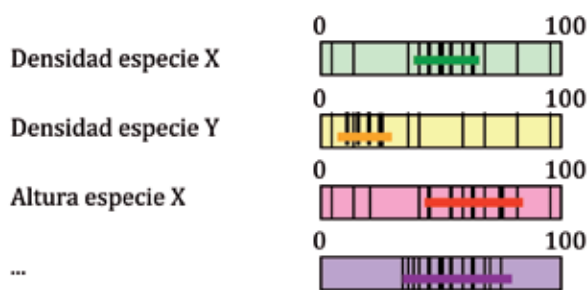 0 100
Densidad especie X
0 100
Densidad especie Y
0 100
Altura especie X
0 100
...